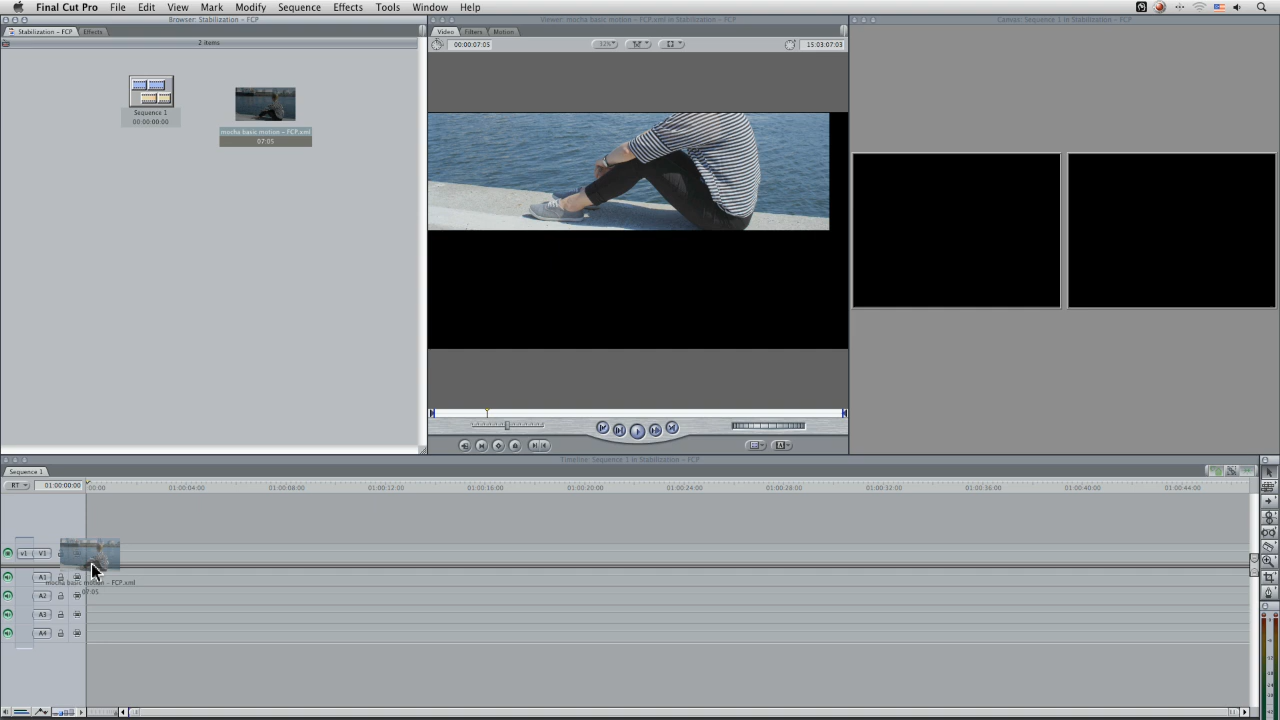 Final Cut Pro File Edit View Mark Modify Sequence Effects Tools Window Help
Browser: Stabilization – FCP
Viewer: mocha basic motion – FCP.xml in Stabilization – FCP
Canvas: Sequence 1 in Stabilization – FCP
Stabilization – FCP Effects
Video Filters Motion
2 items
00:00:07:05
32%
15:03:07:03
Sequence 1
00:00:00:00
mocha basic motion – FCP.xml
07:05
Timeline: Sequence 1 in Stabilization – FCP
Sequence 1
RT
01:00:00:00
00:00 01:00:04:00 01:00:08:00 01:00:12:00 01:00:16:00 01:00:20:00 01:00:24:00 01:00:28:00 01:00:32:00 01:00:36:00 01:00:40:00 01:00:44:00
v1 V1
A1
mocha basic motion – FCP.xml
07:05
A2
A3
A4